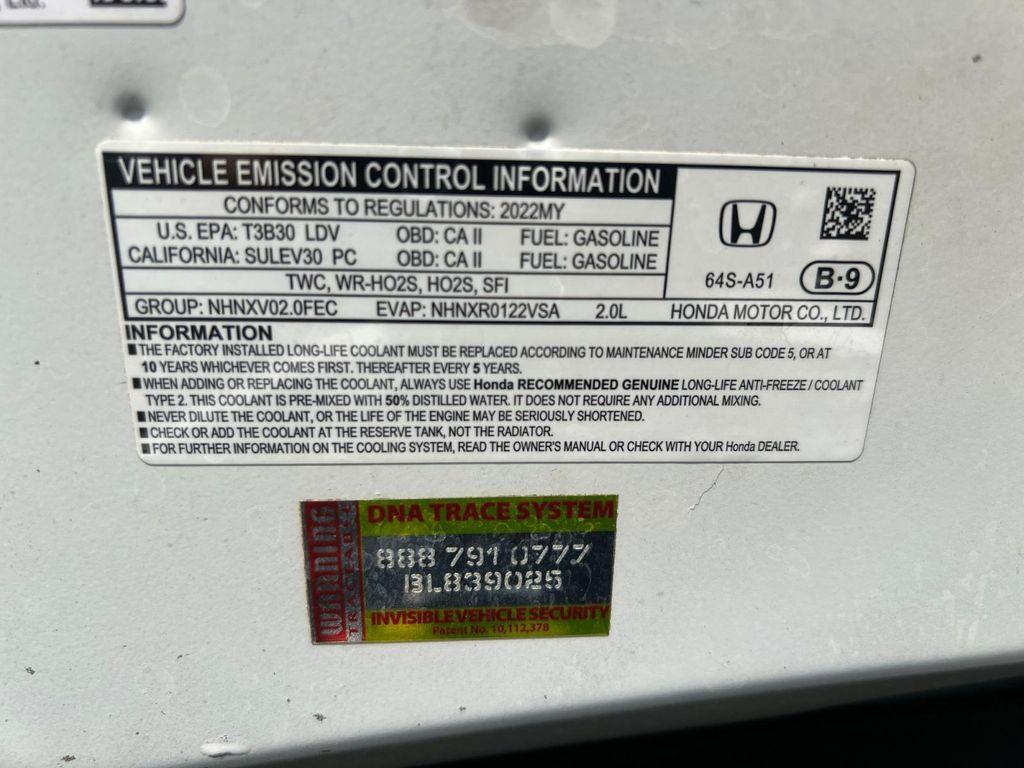 VEHICLE EMISSION CONTROL INFORMATION
CONFORMS TO REGULATIONS: 2022MY
U.S. EPA: T3B30 LDV OBD: CA II FUEL: GASOLINE
CALIFORNIA: SULEV30 PC OBD: CA II FUEL: GASOLINE
TWC, WR-HO2S, HO2S, SFI
64S-A51 B-9
GROUP: NHNXV02.0FEC EVAP: NHNXR0122VSA 2.0L HONDA MOTOR CO., LTD.
INFORMATION
■ THE FACTORY INSTALLED LONG-LIFE COOLANT MUST BE REPLACED ACCORDING TO MAINTENANCE MINDER SUB CODE 5, OR AT
10 YEARS WHICHEVER COMES FIRST. THEREAFTER EVERY 5 YEARS.
■ WHEN ADDING OR REPLACING THE COOLANT, ALWAYS USE Honda RECOMMENDED GENUINE LONG-LIFE ANTI-FREEZE / COOLANT
TYPE 2. THIS COOLANT IS PRE-MIXED WITH 50% DISTILLED WATER. IT DOES NOT REQUIRE ANY ADDITIONAL MIXING.
■ NEVER DILUTE THE COOLANT, OR THE LIFE OF THE ENGINE MAY BE SERIOUSLY SHORTENED.
■ CHECK OR ADD THE COOLANT AT THE RESERVE TANK, NOT THE RADIATOR.
■ FOR FURTHER INFORMATION ON THE COOLING SYSTEM, READ THE OWNER'S MANUAL OR CHECK WITH YOUR Honda DEALER.
WARNING
TRACEABLE
DNA TRACE SYSTEM
888 791 0777
BL839025
INVISIBLE VEHICLE SECURITY
Patent No. 10,112,378